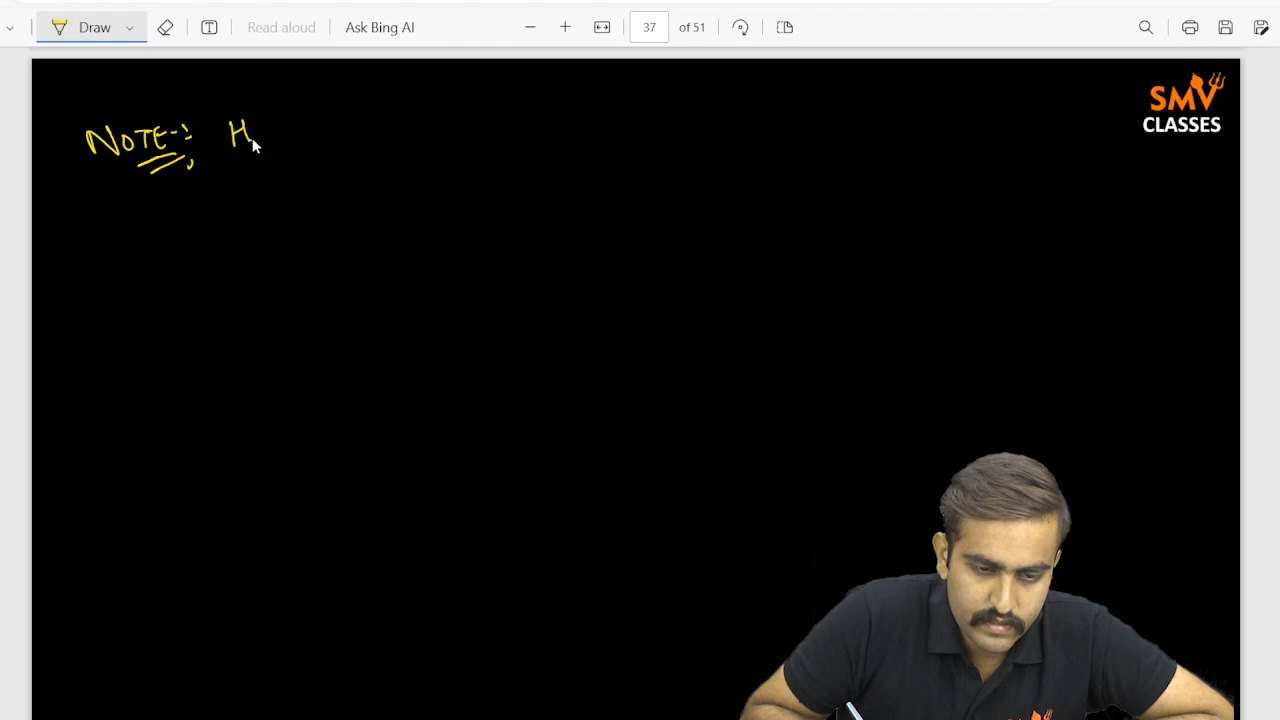 Draw
Read aloud
Ask Bing AI
37 of 51
SMV
CLASSES
NOTE-: H